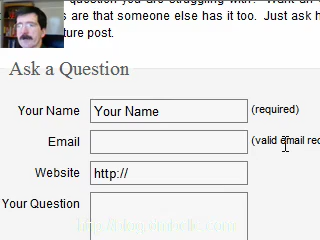 question you are struggling with? Want an
s are that someone else has it too. Just ask h
ture post.
Ask a Question
Your Name
Your Name
(required)
Email
(valid email rec
Website
http://
Your Question